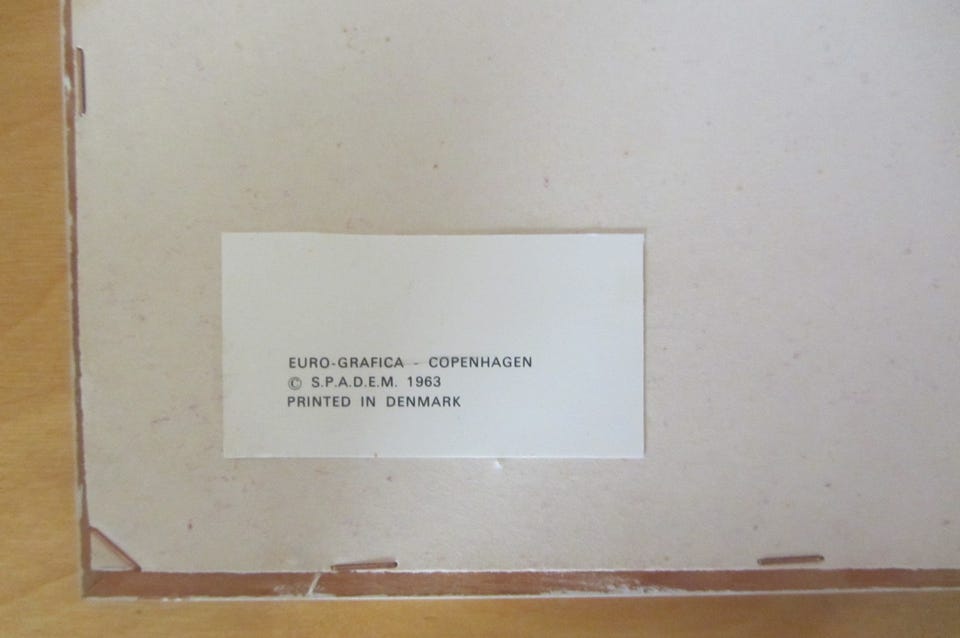 EURO-GRAFICA - COPENHAGEN
© S.P.A.D.E.M. 1963
PRINTED IN DENMARK